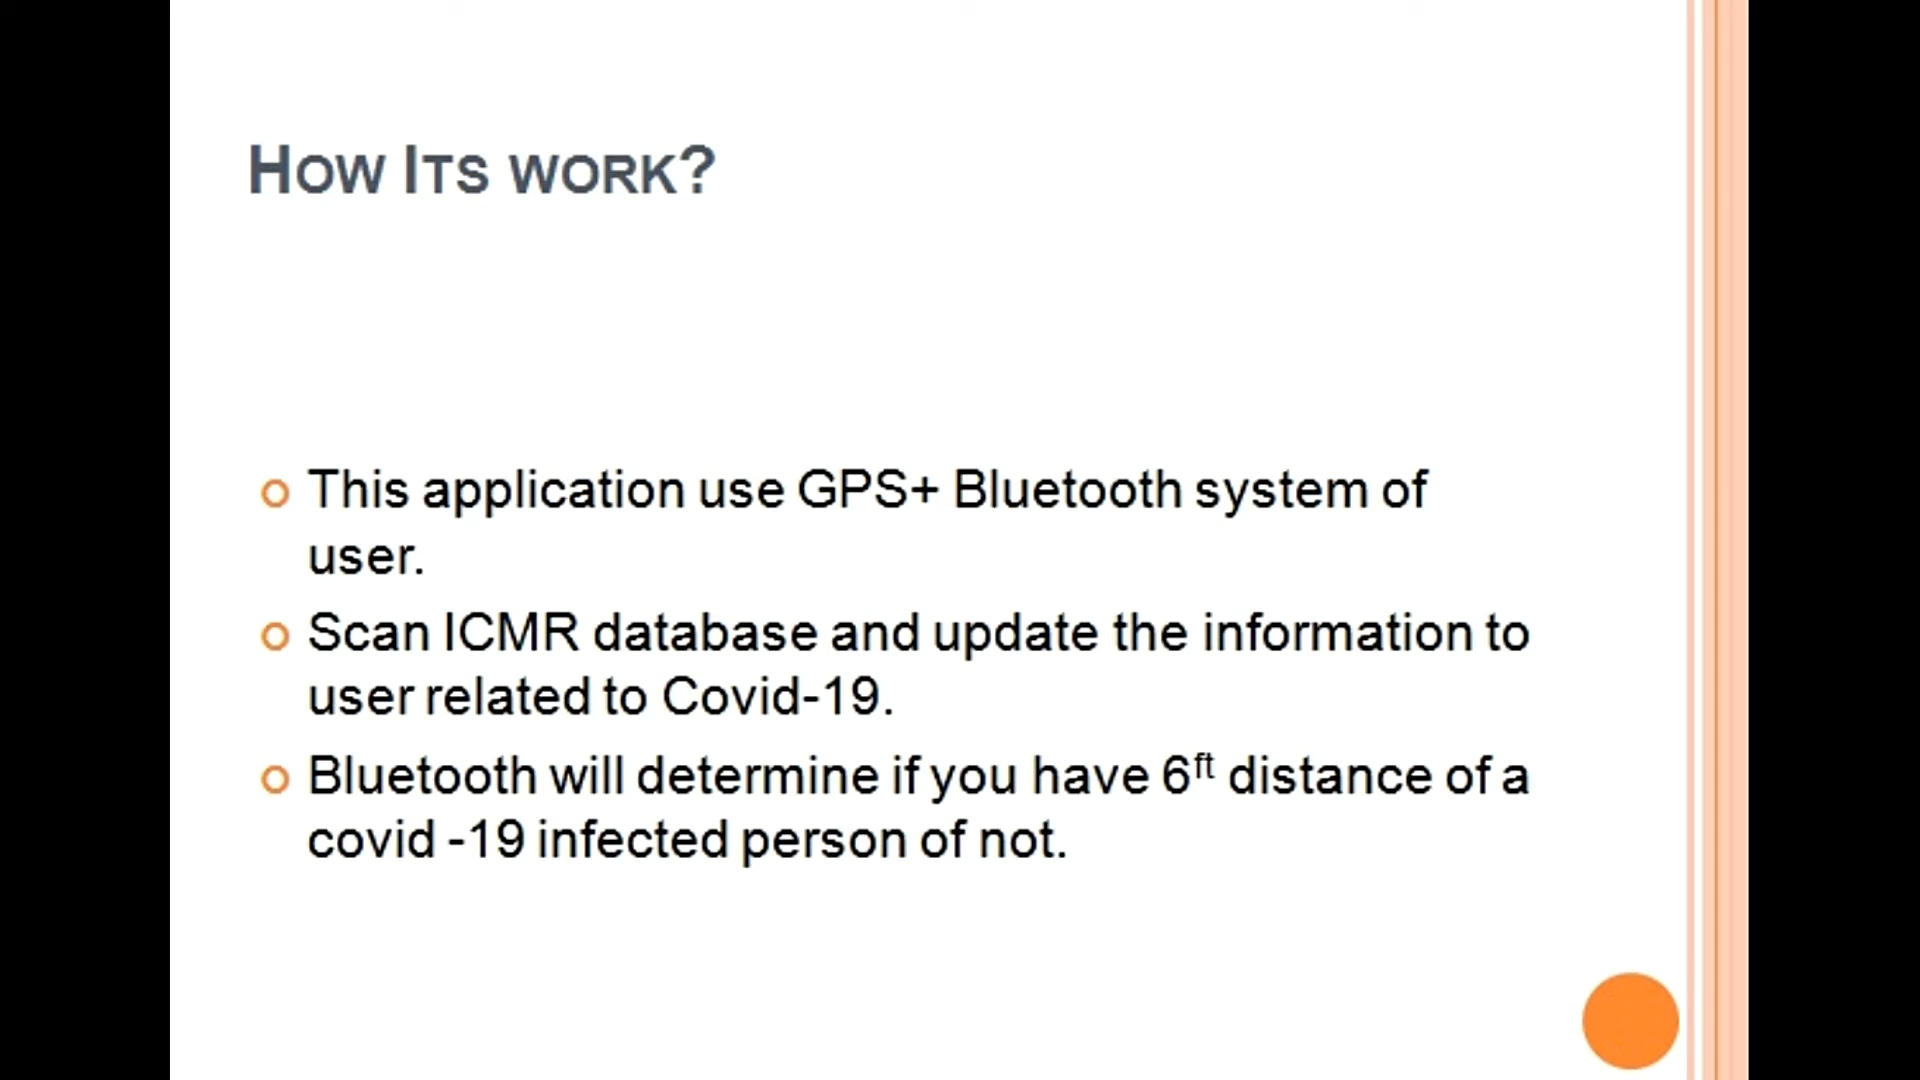 How Its work?
This application use GPS+ Bluetooth system of
user.
Scan ICMR database and update the information to
user related to Covid-19.
Bluetooth will determine if you have 6ft distance of a
covid -19 infected person of not.